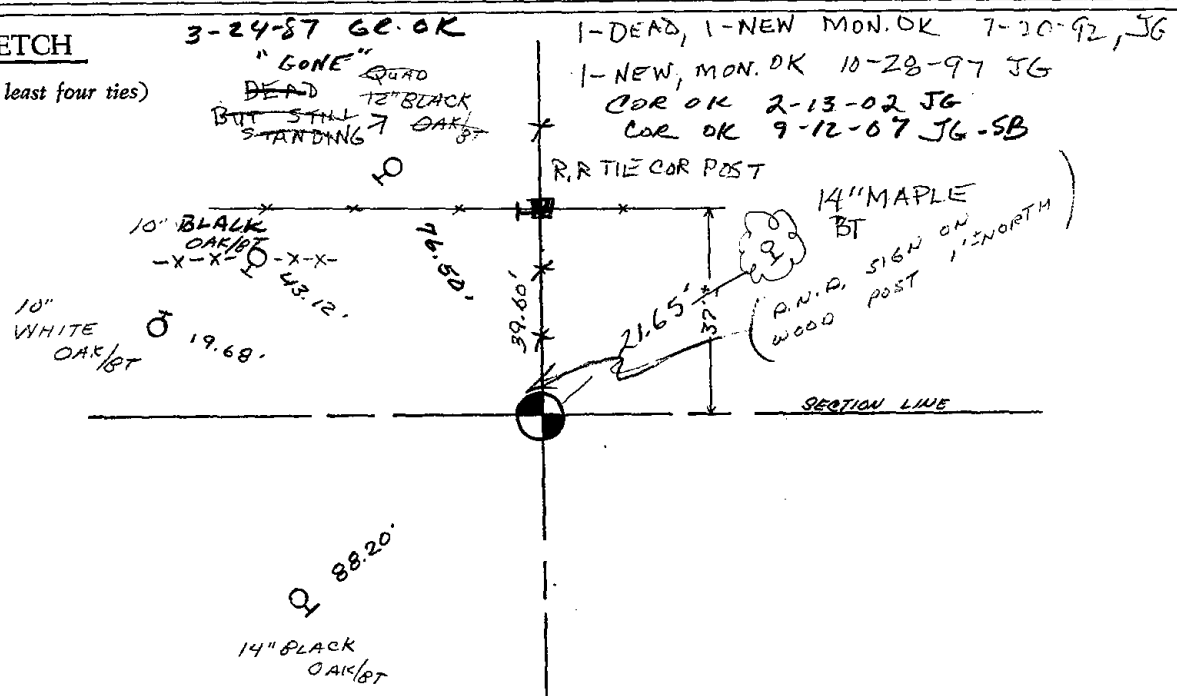 ETCH
least four ties)
3-24-87 GC. OK
"GONE"
DEAD
BUT STILL
STANDING
QUAD
12" BLACK
OAK/BT
1-DEAD, 1-NEW MON. OK 7-20-92, JG
1-NEW, MON. OK 10-28-97 JG
COR OK 2-13-02 JG
COR OK 9-12-07 JG-SB
R.R TIE COR POST
14" MAPLE
BT
10" BLACK
OAK/BT
43.12'
76.50'
39.60'
21.65'
37'±
(D.N.R. SIGN ON
WOOD POST 1'± NORTH)
10"
WHITE
OAK/BT
19.68'
SECTION LINE
88.20'
14" BLACK
OAK/BT